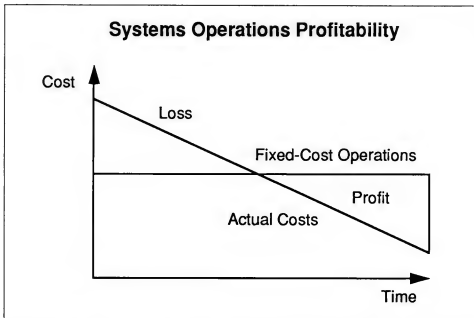 Systems Operations Profitability
Cost
Loss
Fixed-Cost Operations
Profit
Actual Costs
Time